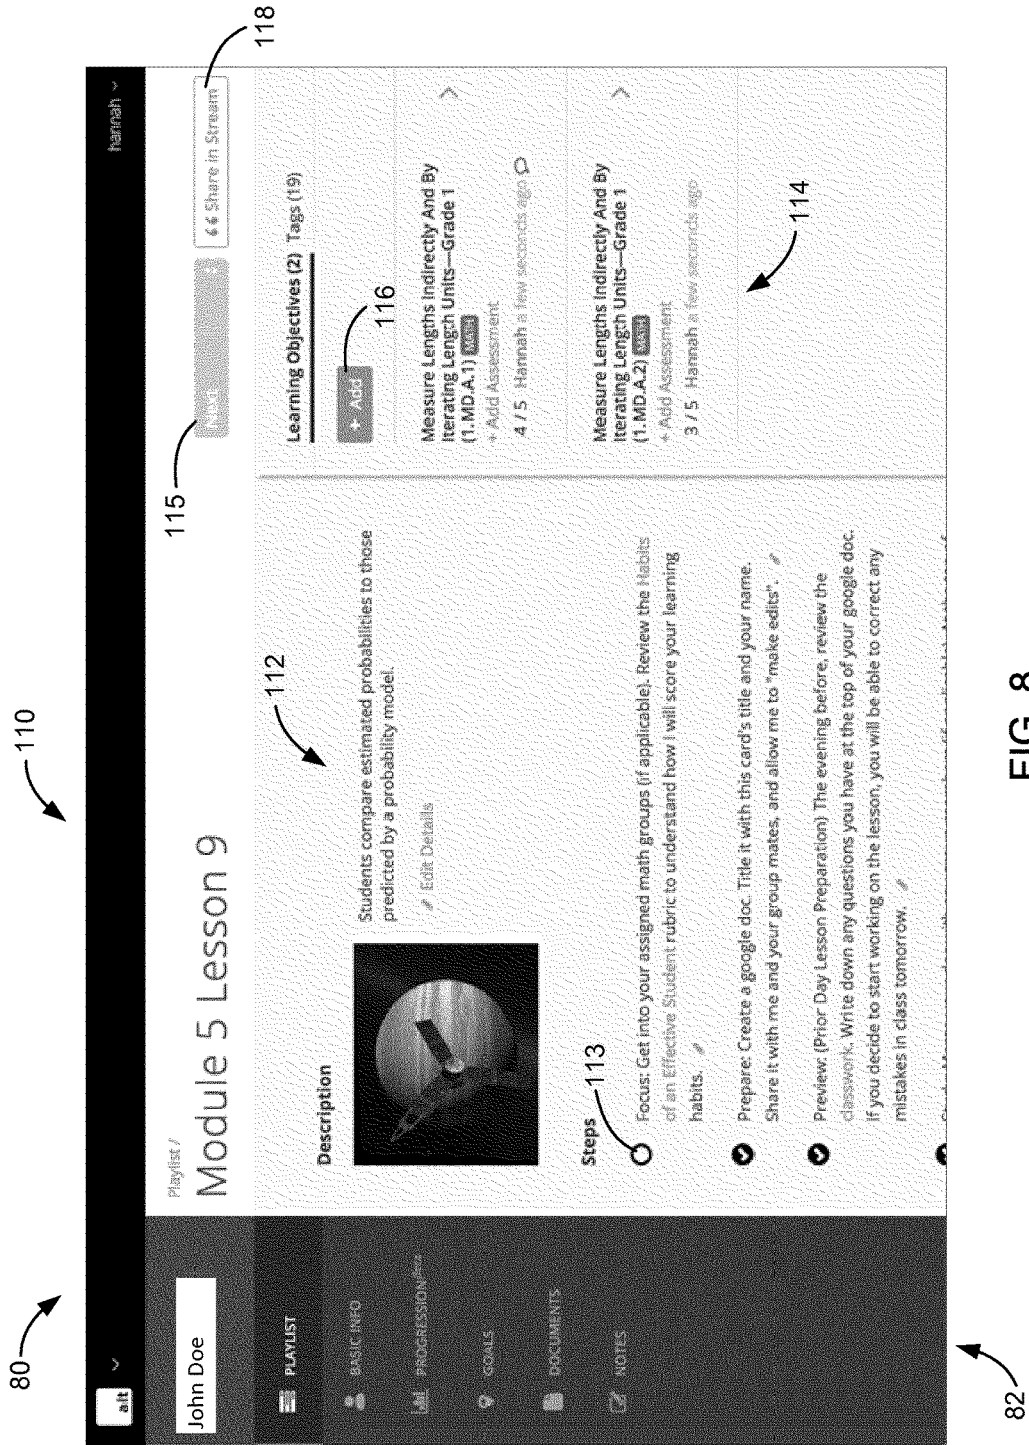 80
110
118
alt
hannah
John Doe
Playlist /
Module 5 Lesson 9
115
Share in Stream
PLAYLIST
BASIC INFO
PROGRESSION
GOALS
DOCUMENTS
NOTES
82
112
Description
Students compare estimated probabilities to those
predicted by a probability model.
Edit Details
Steps
113
Focus: Get into your assigned math groups (if applicable). Review the Habits
of an Effective Student rubric to understand how I will score your learning
habits.
Prepare: Create a google doc. Title it with this card's title and your name.
Share it with me and your group mates, and allow me to "make edits".
Preview: (Prior Day Lesson Preparation) The evening before, review the
classwork. Write down any questions you have at the top of your google doc.
If you decide to start working on the lesson, you will be able to correct any
mistakes in class tomorrow.
Learning Objectives (2) Tags (19)
+ Add
116
Measure Lengths Indirectly And By
Iterating Length Units—Grade 1
(1.MD.A.1) MATH
+ Add Assessment
4 / 5 Hannah a few seconds ago
Measure Lengths Indirectly And By
Iterating Length Units—Grade 1
(1.MD.A.2) MATH
+ Add Assessment
3 / 5 Hannah a few seconds ago
114
FIG. 8